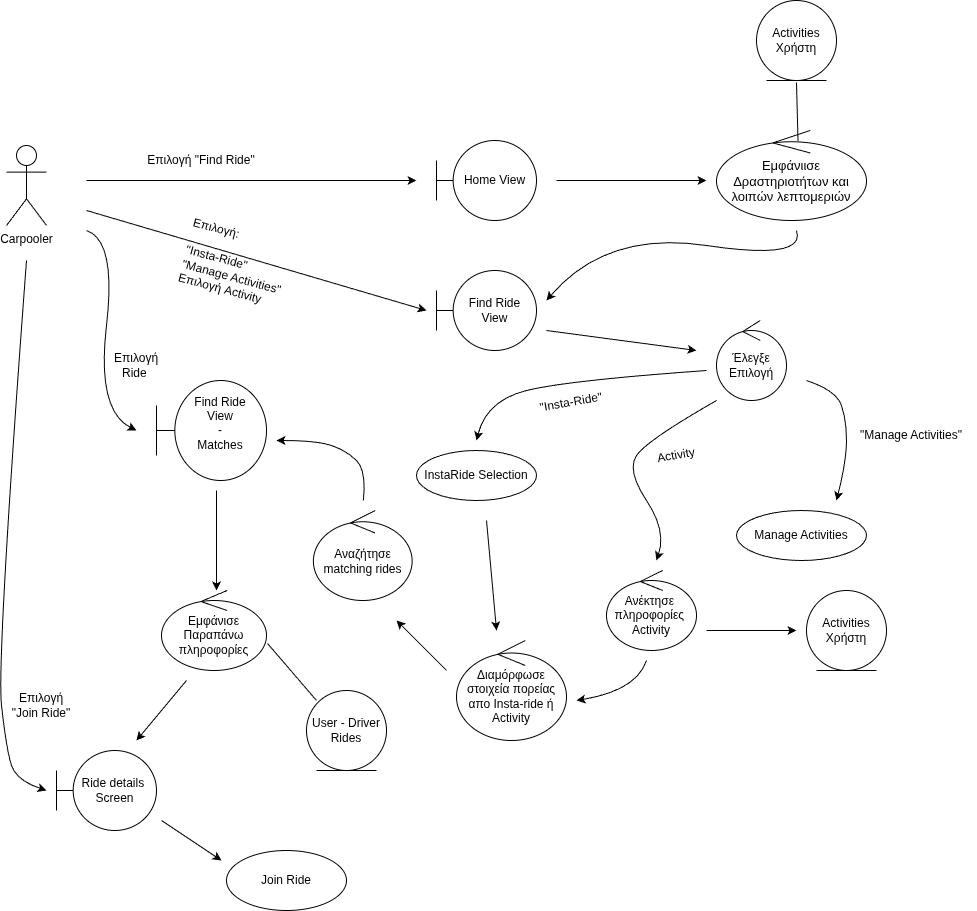 Activities
Χρήστη
Επιλογή "Find Ride"
Home View
Εμφάνιισε
Δραστηριοτήτων και
λοιπών λεπτομεριών
Carpooler
Επιλογή:
"Insta-Ride"
"Manage Activities"
Επιλογή Activity
Find Ride
View
Έλεγξε
Επιλογή
Επιλογή
Ride
Find Ride
View
-
Matches
"Insta-Ride"
"Manage Activities"
Activity
InstaRide Selection
Manage Activities
Αναζήτησε
matching rides
Ανέκτησε
πληροφορίες
Activity
Activities
Χρήστη
Εμφάνισε
Παραπάνω
πληροφορίες
Διαμόρφωσε
στοιχεία πορείας
απο Insta-ride ή
Activity
Επιλογή
"Join Ride"
User - Driver
Rides
Ride details
Screen
Join Ride